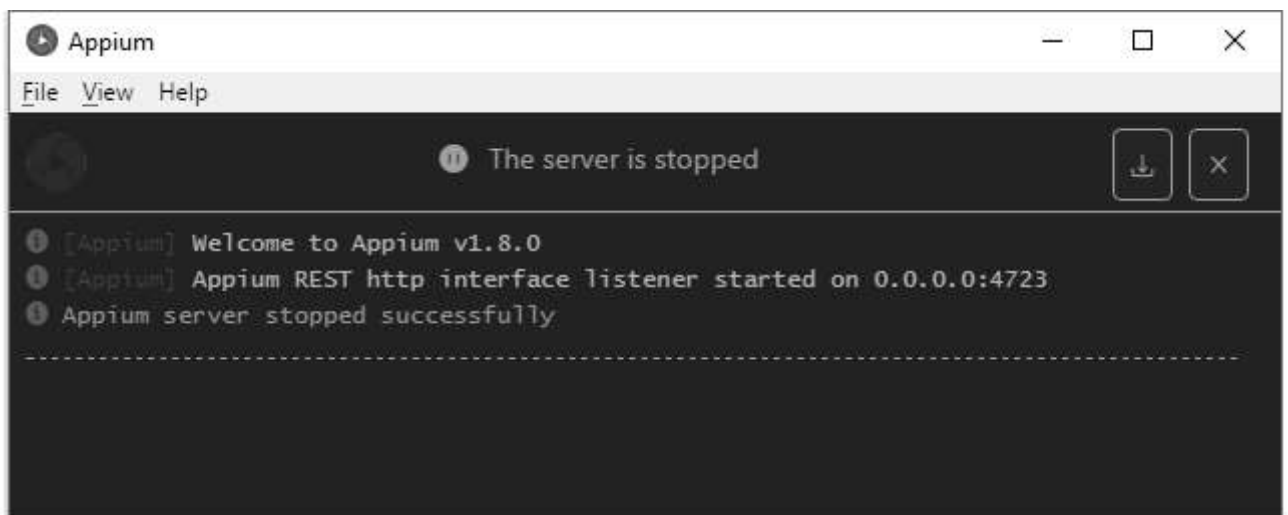 Appium
File View Help
The server is stopped
[Appium] Welcome to Appium v1.8.0
[Appium] Appium REST http interface listener started on 0.0.0.0:4723
Appium server stopped successfully